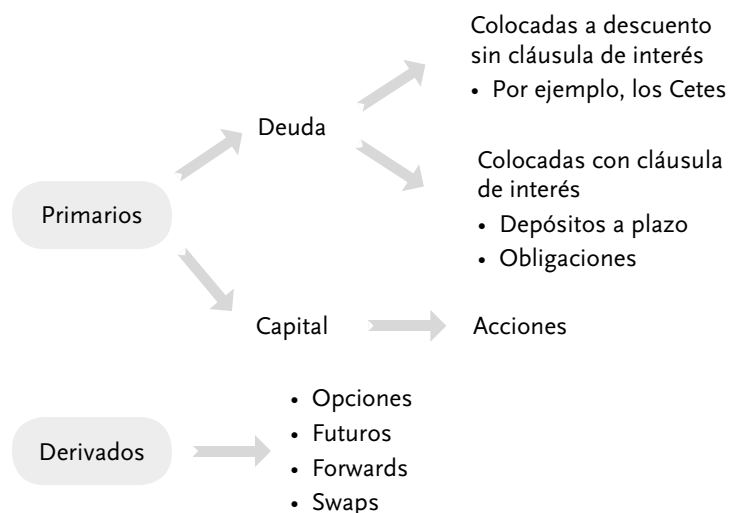 Colocadas a descuento
sin cláusula de interés
• Por ejemplo, los Cetes
Deuda
Colocadas con cláusula
de interés
• Depósitos a plazo
• Obligaciones
Primarios
Capital
Acciones
• Opciones
• Futuros
• Forwards
• Swaps
Derivados